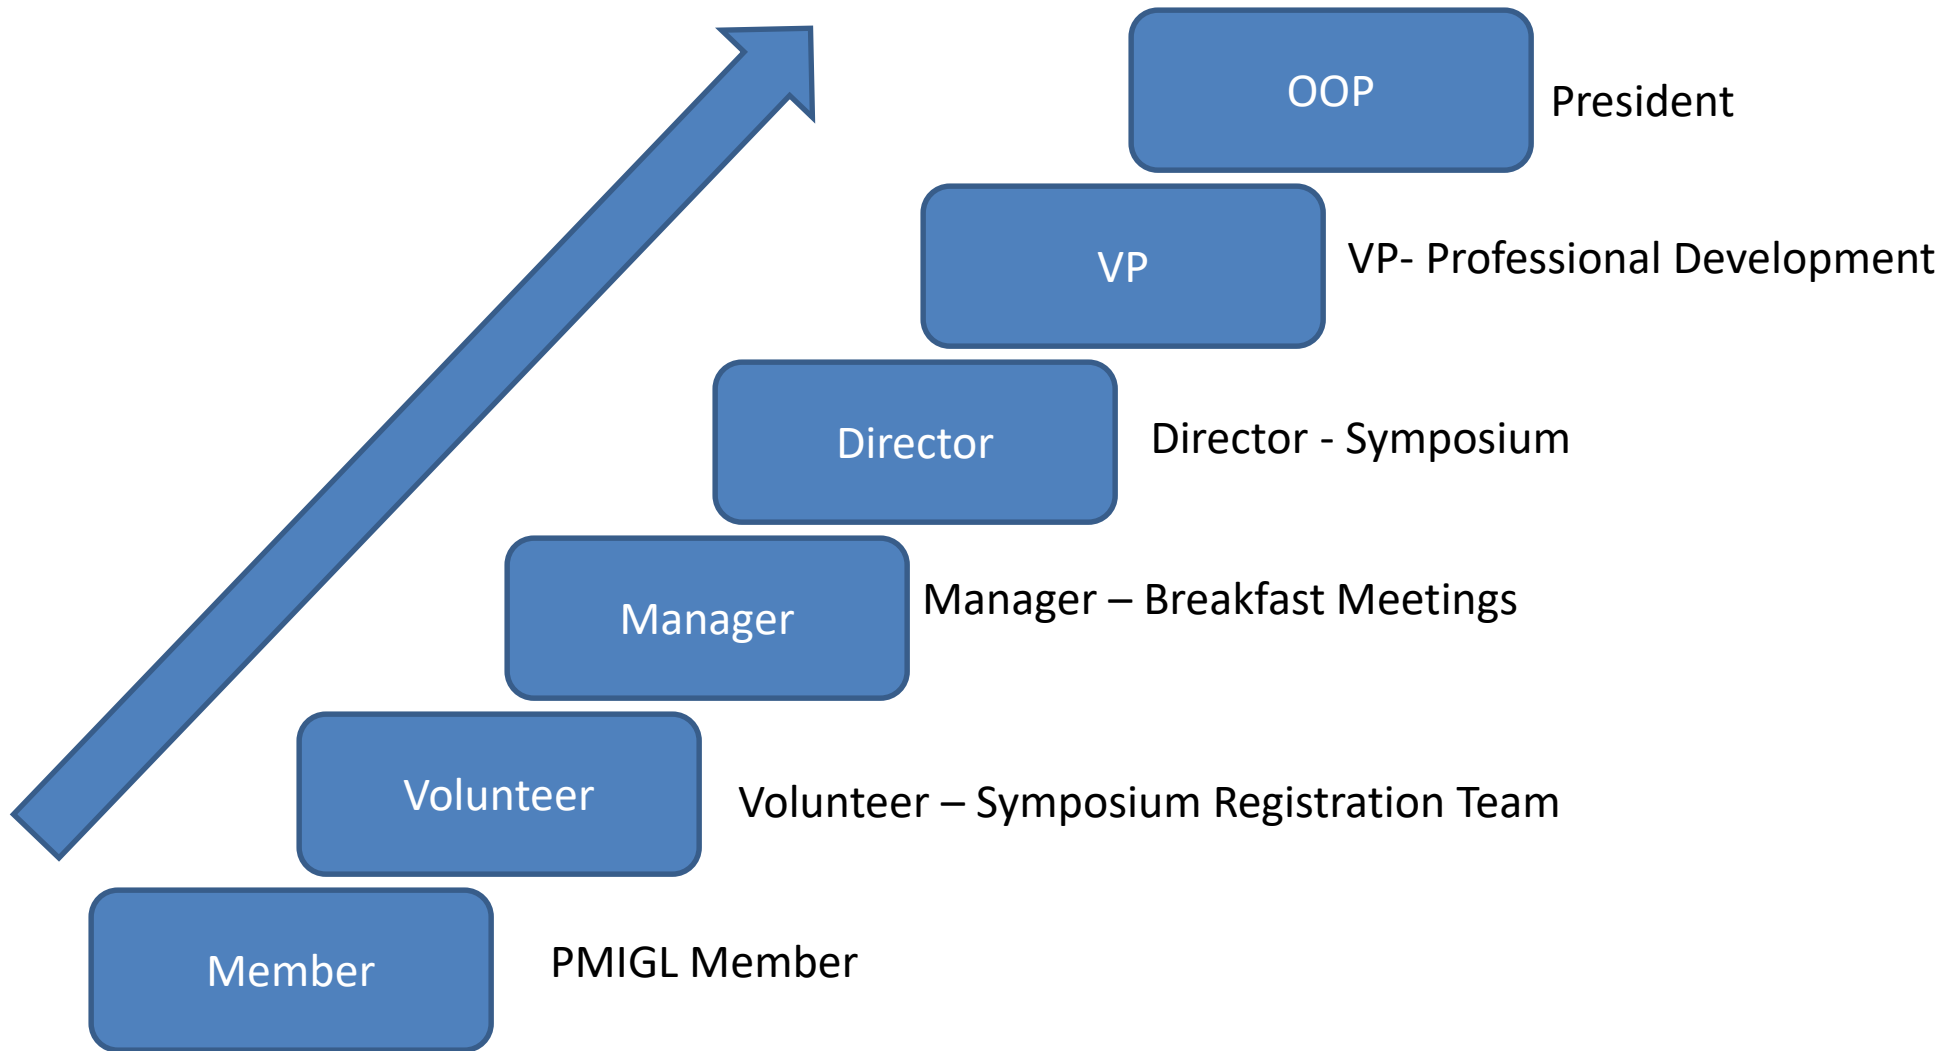 OOP
President
VP
VP- Professional Development
Director
Director - Symposium
Manager
Manager – Breakfast Meetings
Volunteer
Volunteer – Symposium Registration Team
Member
PMIGL Member